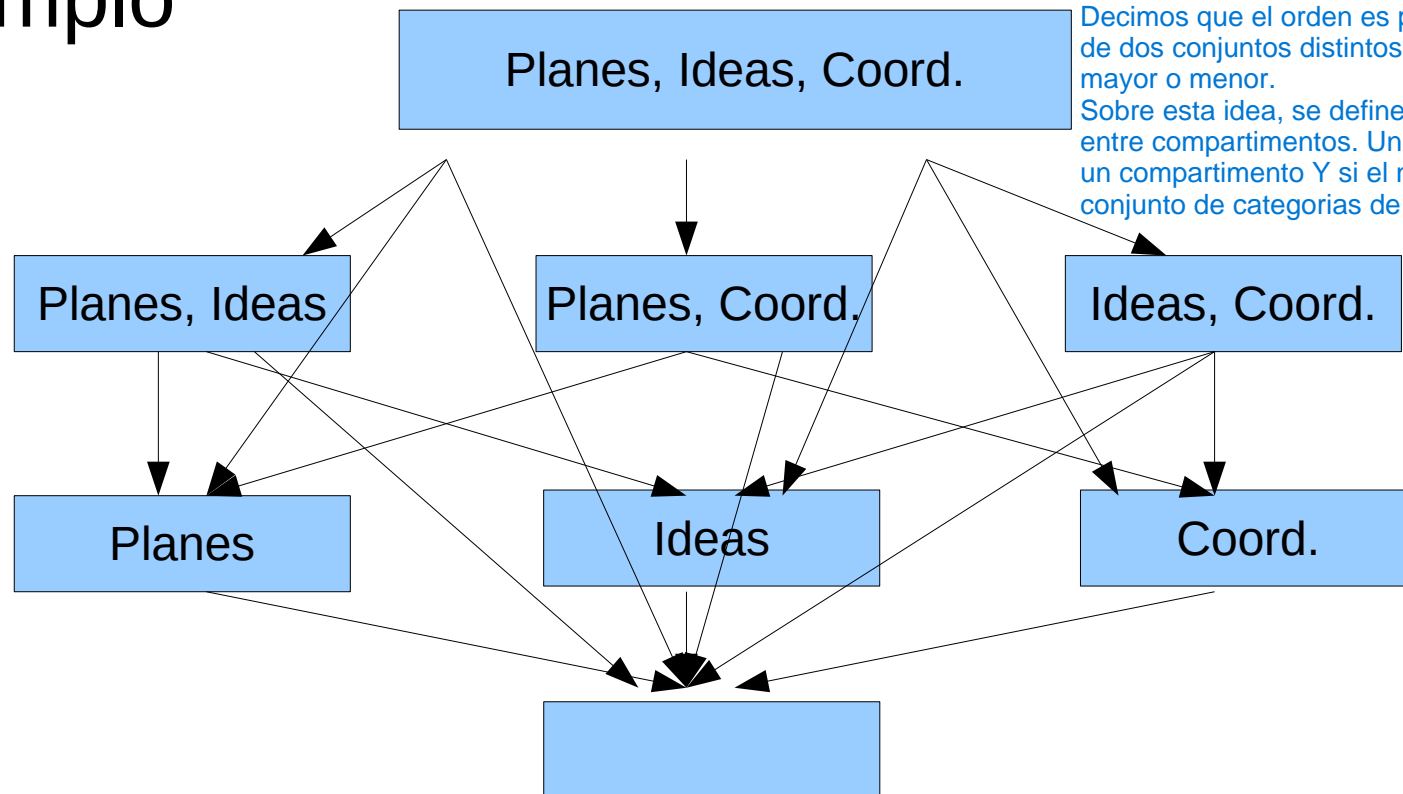 mplo
Planes, Ideas, Coord.
Decimos que el orden es p
de dos conjuntos distintos
mayor o menor.
Sobre esta idea, se define
entre compartimentos. Un
un compartimento Y si el
conjunto de categorias de
Planes, Ideas
Planes, Coord.
Ideas, Coord.
Planes
Ideas
Coord.